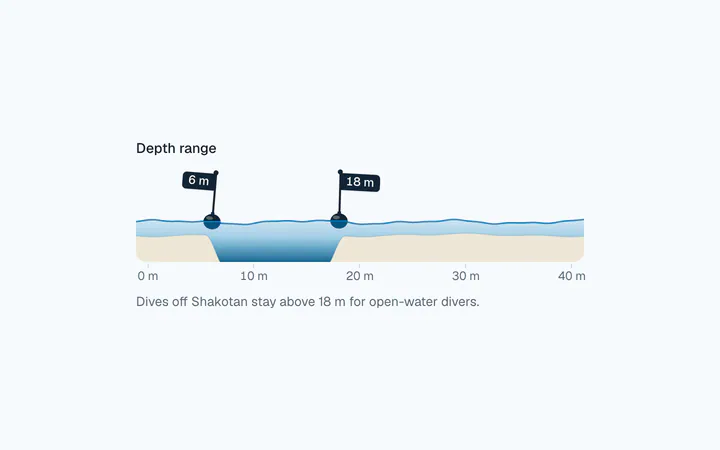 Depth range
6 m
18 m
0 m
10 m
20 m
30 m
40 m
Dives off Shakotan stay above 18 m for open-water divers.